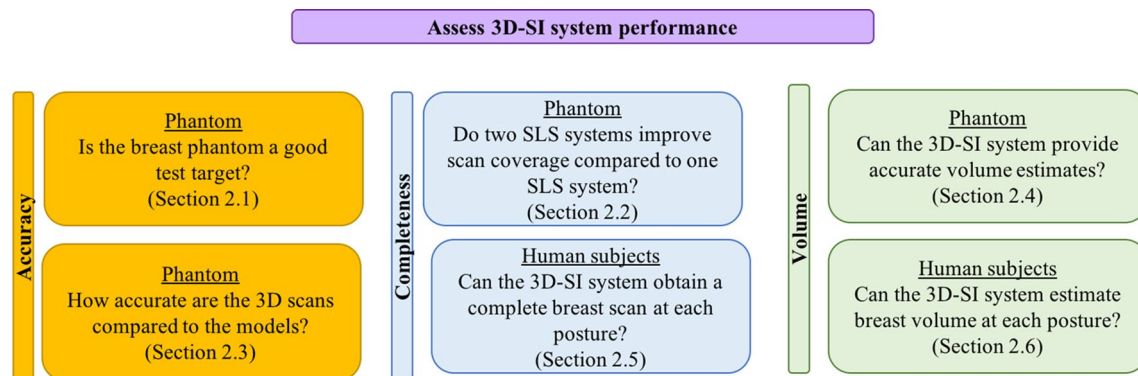 Assess 3D-SI system performance
Accuracy
Phantom
Is the breast phantom a good
test target?
(Section 2.1)
Phantom
How accurate are the 3D scans
compared to the models?
(Section 2.3)
Completeness
Phantom
Do two SLS systems improve
scan coverage compared to one
SLS system?
(Section 2.2)
Human subjects
Can the 3D-SI system obtain a
complete breast scan at each
posture?
(Section 2.5)
Volume
Phantom
Can the 3D-SI system provide
accurate volume estimates?
(Section 2.4)
Human subjects
Can the 3D-SI system estimate
breast volume at each posture?
(Section 2.6)